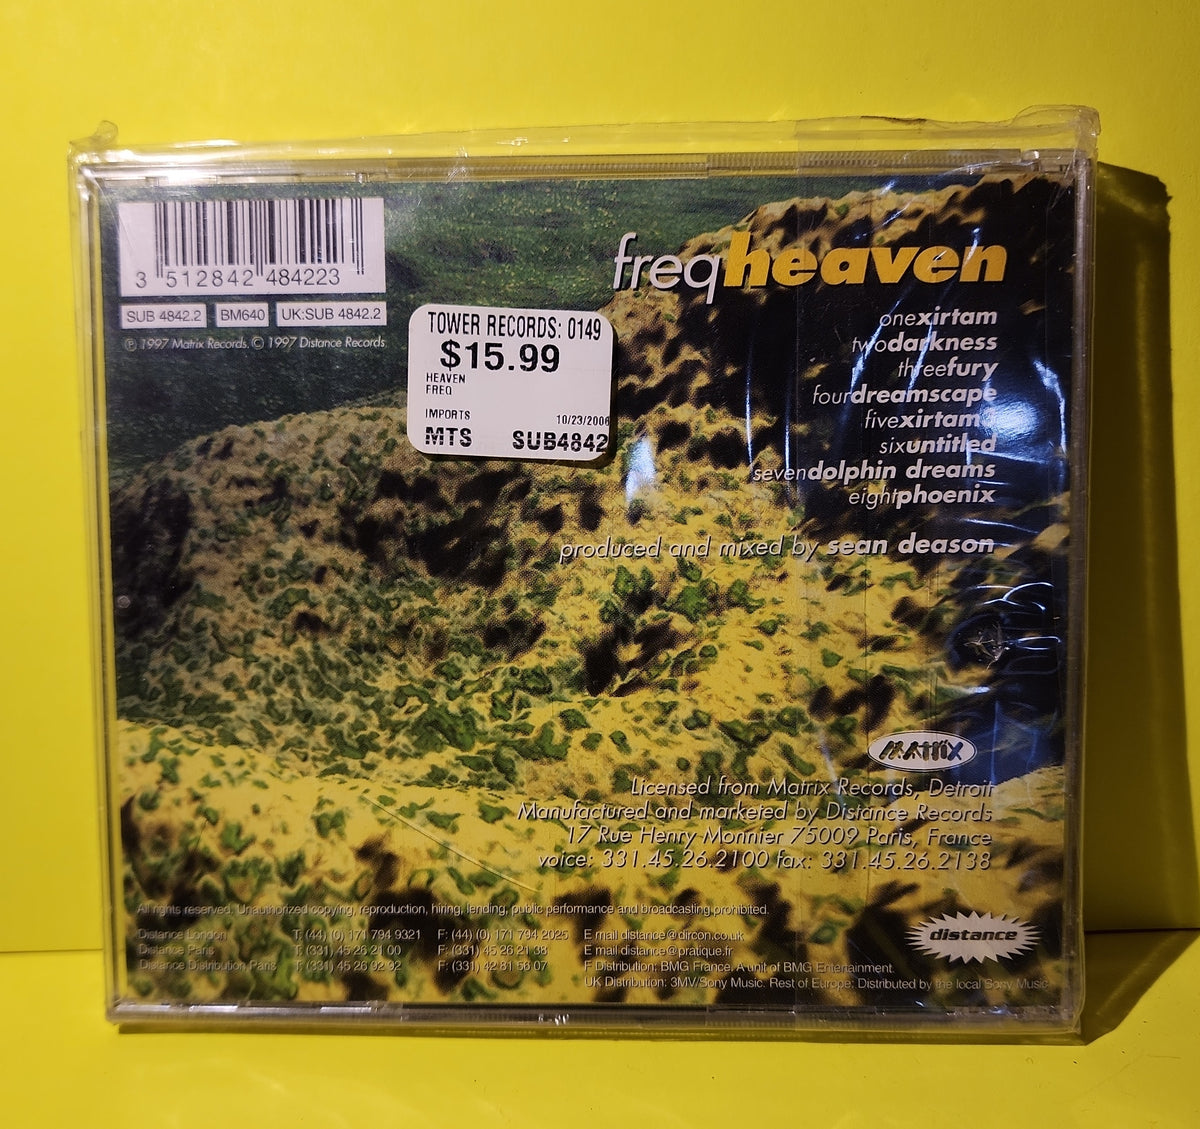 3 512842 484223
SUB 4842.2 BM640 UK:SUB 4842.2
℗ 1997 Matrix Records, © 1997 Distance Records
TOWER RECORDS: 0149
$15.99
HEAVEN
FREQ
IMPORTS 10/23/2006
MTS SUB4842
freqheaven
onexirtam
twodarkness
threefury
fourdreamscape
fivexirtam
sixuntitled
sevendolphin dreams
eightphoenix
produced and mixed by sean deason
MATRIX
Licensed from Matrix Records, Detroit
Manufactured and marketed by Distance Records
17 Rue Henry Monnier 75009 Paris, France
voice: 331.45.26.2100 fax: 331.45.26.2138
All rights reserved. Unauthorized copying, reproduction, hiring, lending, public performance and broadcasting prohibited.
Distance London T: (44) (0) 171 794 9321 F: (44) (0) 171 794 2025 E mail distance@dircon.co.uk
Distance Paris T: (331) 45 26 21 00 F: (331) 45 26 21 38 E mail distance@pratique.fr
Distance Distribution Paris T: (331) 45 26 92 92 F: (331) 42 81 56 07 F Distribution: BMG France. A unit of BMG Entertainment.
UK Distribution: 3MV/Sony Music. Rest of Europe: Distributed by the local Sony Music
distance